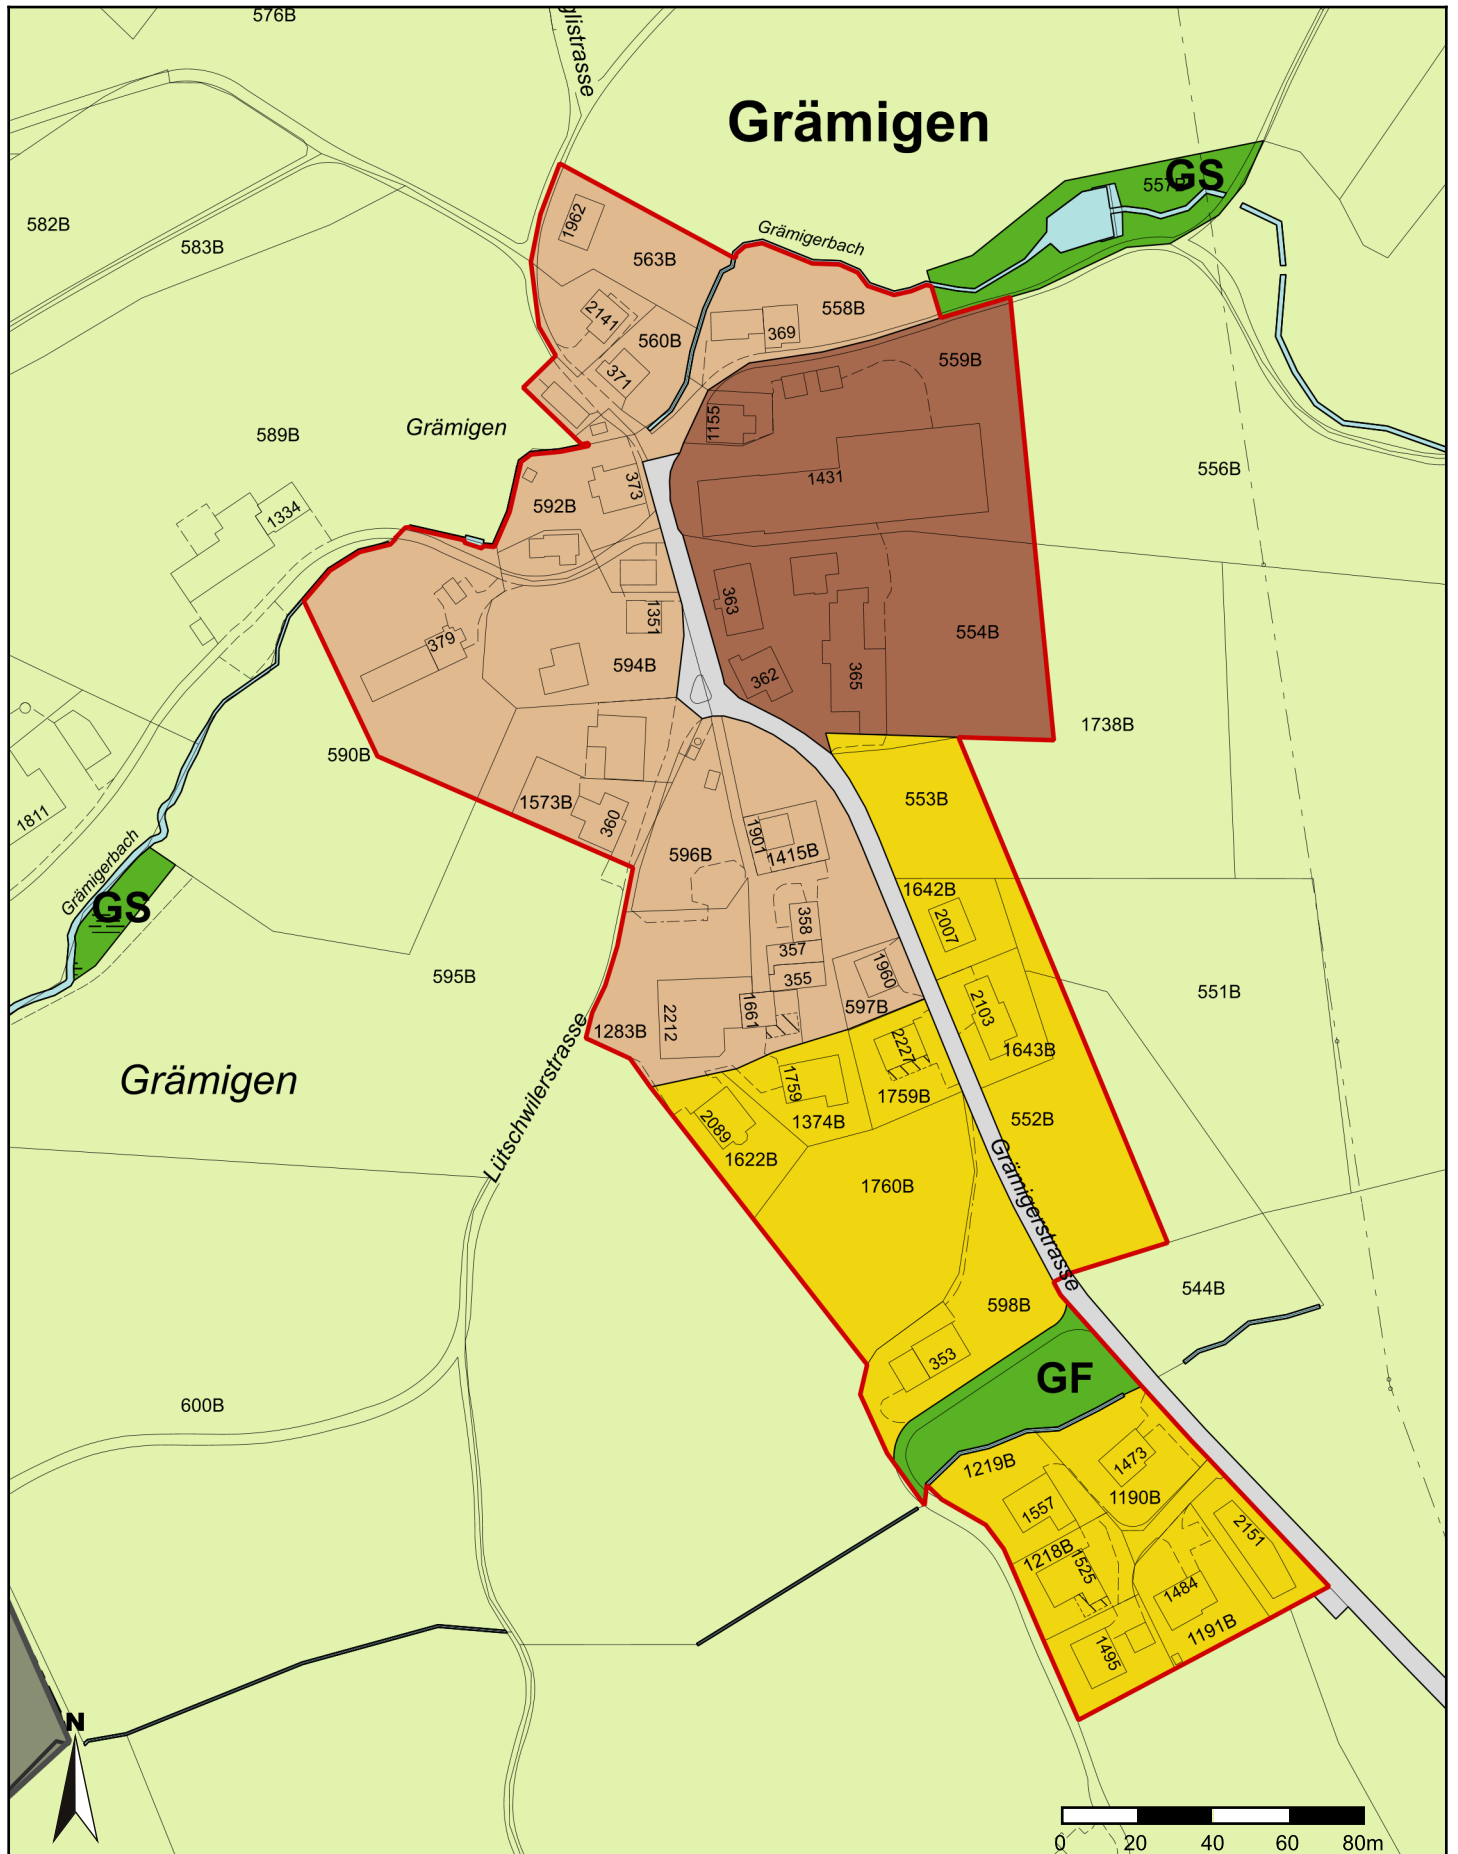 576B
glistrasse
Grämigen
GS
557B
582B
583B
1962
563B
Grämigerbach
558B
369
2141
560B
371
559B
1155
Grämigen
589B
556B
1431
373
592B
1334
363
1351
554B
379
594B
362
365
1738B
590B
1573B
360
553B
1811
1901
1415B
596B
Grämigerbach
GS
1642B
2007
358
357
355
1960
595B
551B
597B
2103
1661
2212
1283B
2227
1643B
Lütschwilerstrasse
Grämigen
1759
1374B
1759B
552B
2089
1622B
1760B
Grämigerstrasse
544B
598B
353
GF
600B
1219B
1473
1190B
1557
2151
1218B
1525
1484
1191B
1495
N
0 20 40 60 80m